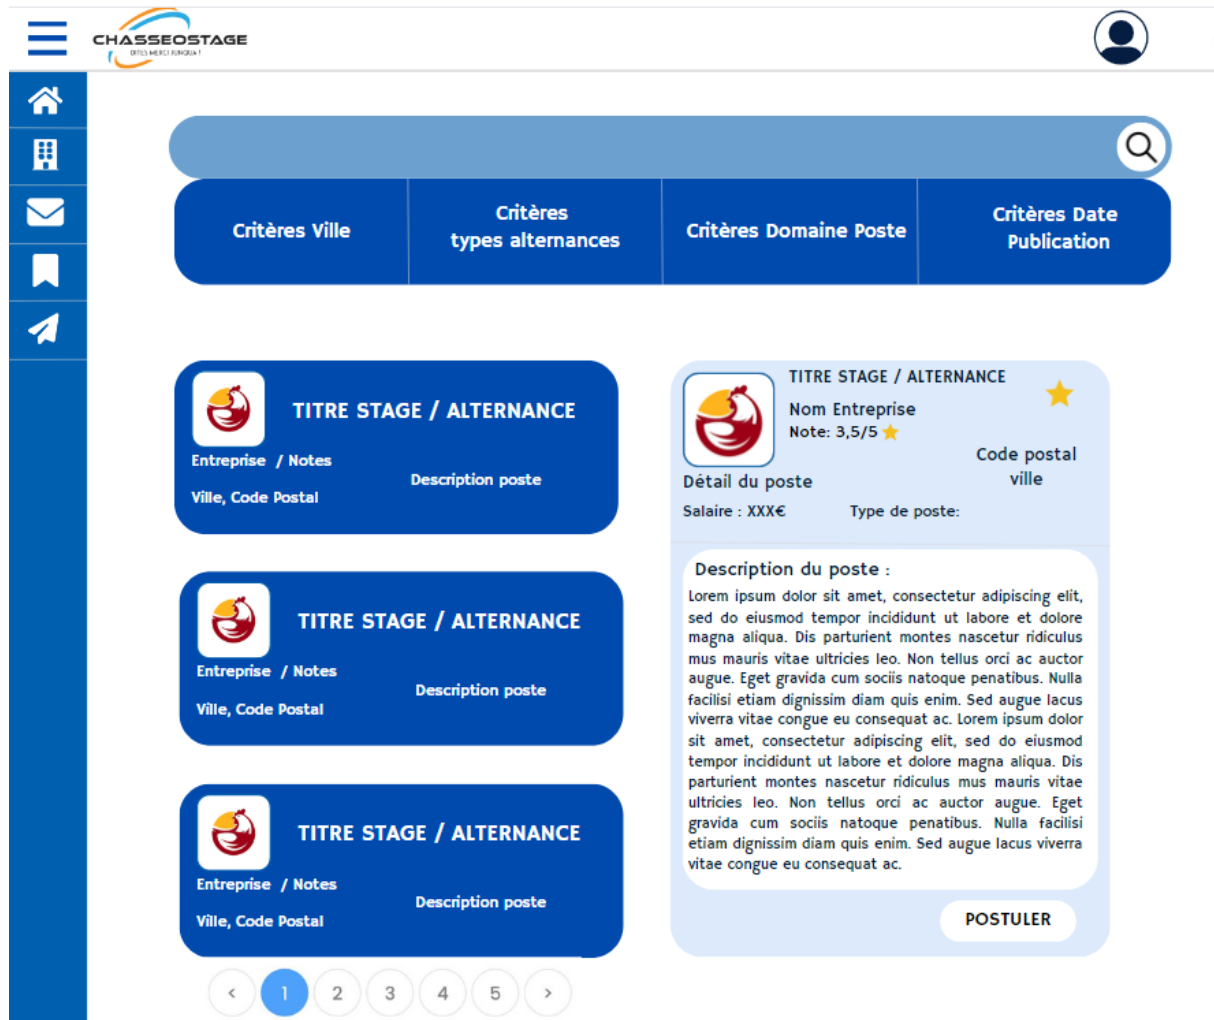 CHASSEOSTAGE
DITES MERCI JUNQUA !
Critères Ville
Critères
types alternances
Critères Domaine Poste
Critères Date
Publication
TITRE STAGE / ALTERNANCE
Entreprise / Notes
Description poste
Ville, Code Postal
TITRE STAGE / ALTERNANCE
Entreprise / Notes
Description poste
Ville, Code Postal
TITRE STAGE / ALTERNANCE
Entreprise / Notes
Description poste
Ville, Code Postal
< 1 2 3 4 5 >
TITRE STAGE / ALTERNANCE
Nom Entreprise
Note: 3,5/5
Code postal
ville
Détail du poste
Salaire : XXX€ Type de poste:
Description du poste :
Lorem ipsum dolor sit amet, consectetur adipiscing elit,
sed do eiusmod tempor incididunt ut labore et dolore
magna aliqua. Dis parturient montes nascetur ridiculus
mus mauris vitae ultricies leo. Non tellus orci ac auctor
augue. Eget gravida cum sociis natoque penatibus. Nulla
facilisi etiam dignissim diam quis enim. Sed augue lacus
viverra vitae congue eu consequat ac. Lorem ipsum dolor
sit amet, consectetur adipiscing elit, sed do eiusmod
tempor incididunt ut labore et dolore magna aliqua. Dis
parturient montes nascetur ridiculus mus mauris vitae
ultricies leo. Non tellus orci ac auctor augue. Eget
gravida cum sociis natoque penatibus. Nulla facilisi
etiam dignissim diam quis enim. Sed augue lacus viverra
vitae congue eu consequat ac.
POSTULER